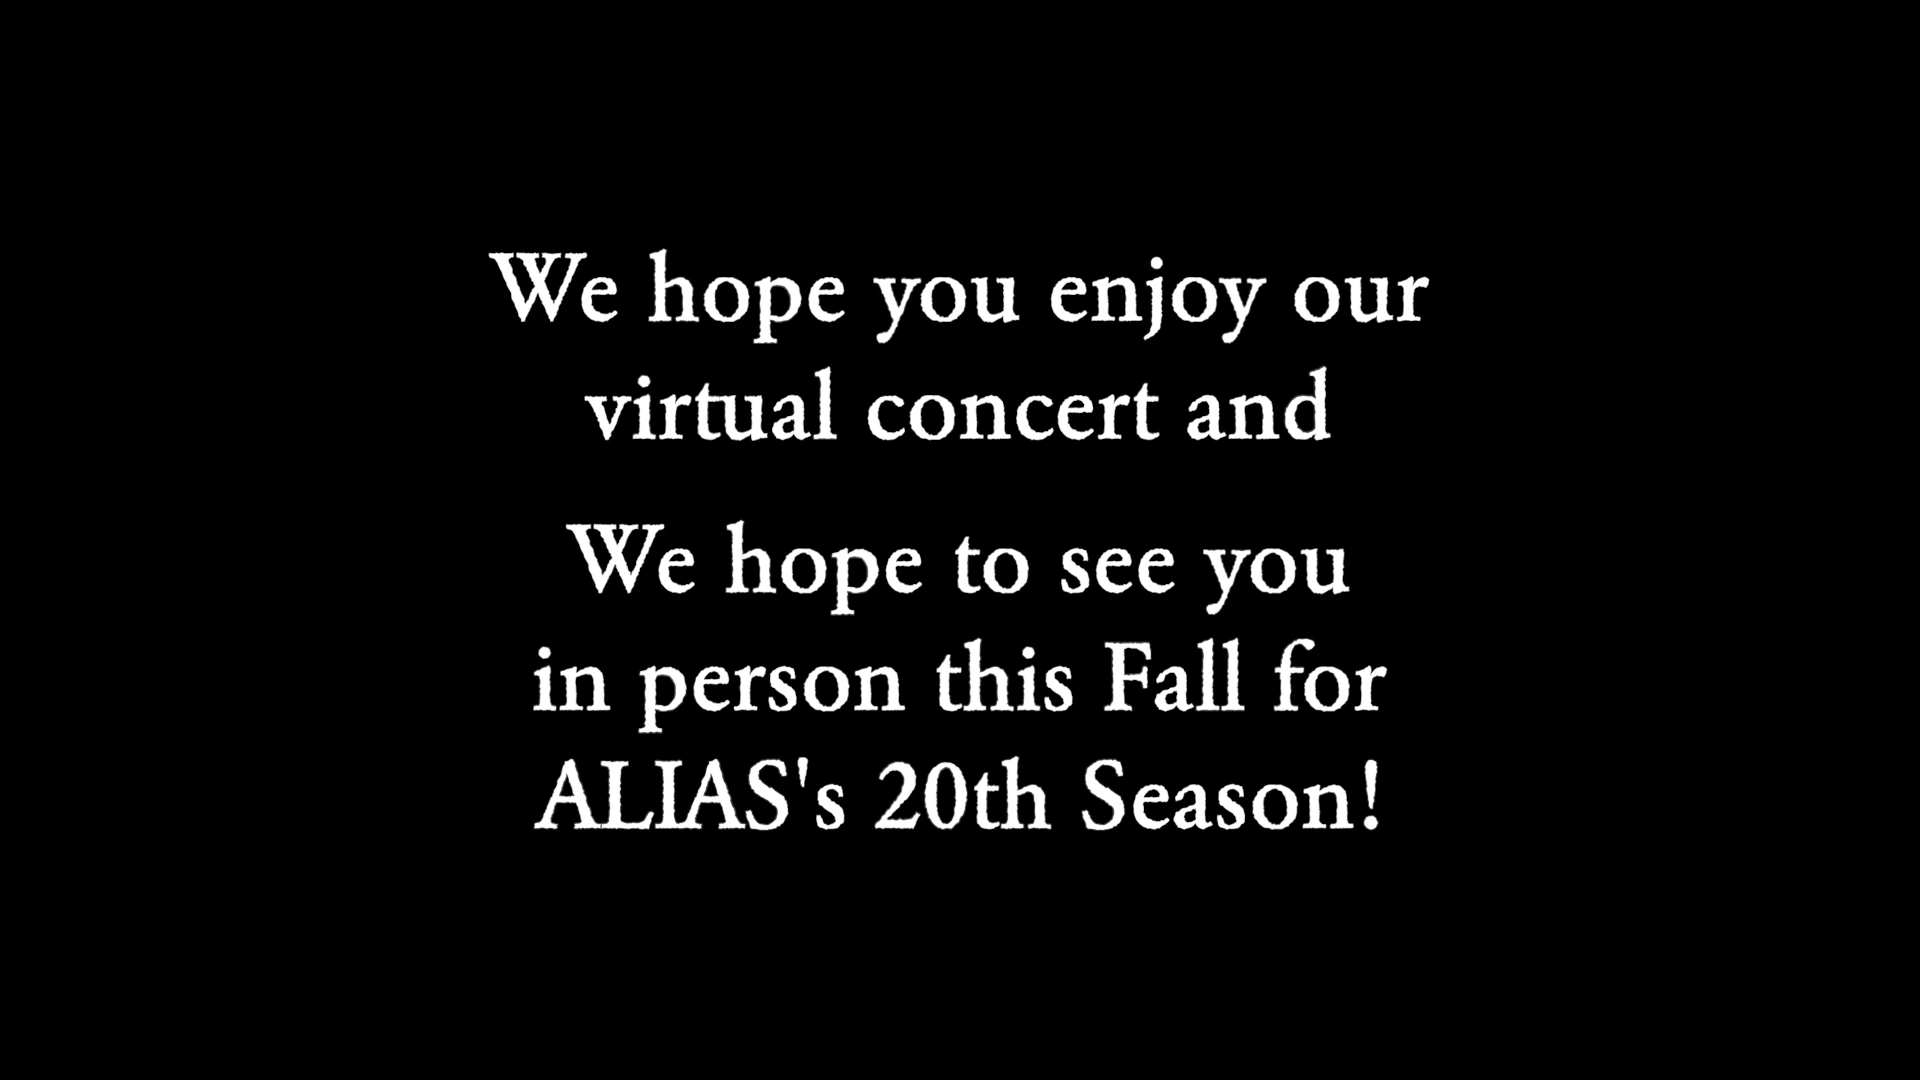 We hope you enjoy our
virtual concert and
We hope to see you
in person this Fall for
ALIAS's 20th Season!